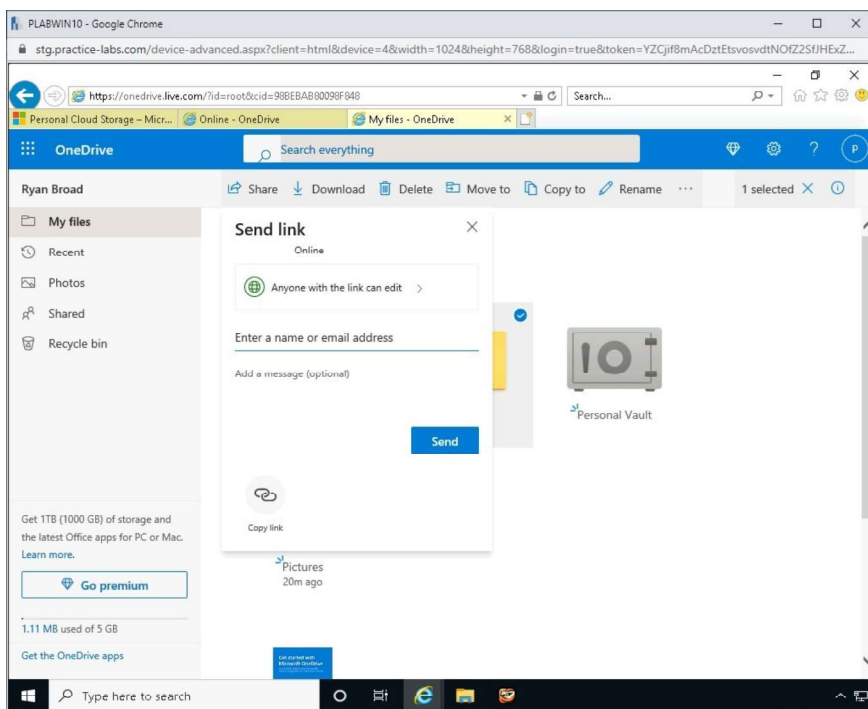 PLABWIN10 - Google Chrome
stg.practice-labs.com/device-advanced.aspx?client=html&device=4&width=1024&height=768&login=true&token=YZCjif8mAcDztEtsvosvdtNOfZ2SfJHExZ...
https://onedrive.live.com/?id=root&cid=98BEBAB80098F848
Search...
Personal Cloud Storage – Micr...
Online - OneDrive
My files - OneDrive
OneDrive
Search everything
?
P
Ryan Broad
Share Download Delete Move to Copy to Rename ... 1 selected
My files
Recent
Photos
Shared
Recycle bin
Send link
Online
Anyone with the link can edit
Enter a name or email address
Add a message (optional)
Send
Copy link
Personal Vault
Pictures
20m ago
Get started with
Microsoft OneDrive
Get 1TB (1000 GB) of storage and
the latest Office apps for PC or Mac.
Learn more.
Go premium
1.11 MB used of 5 GB
Get the OneDrive apps
Type here to search